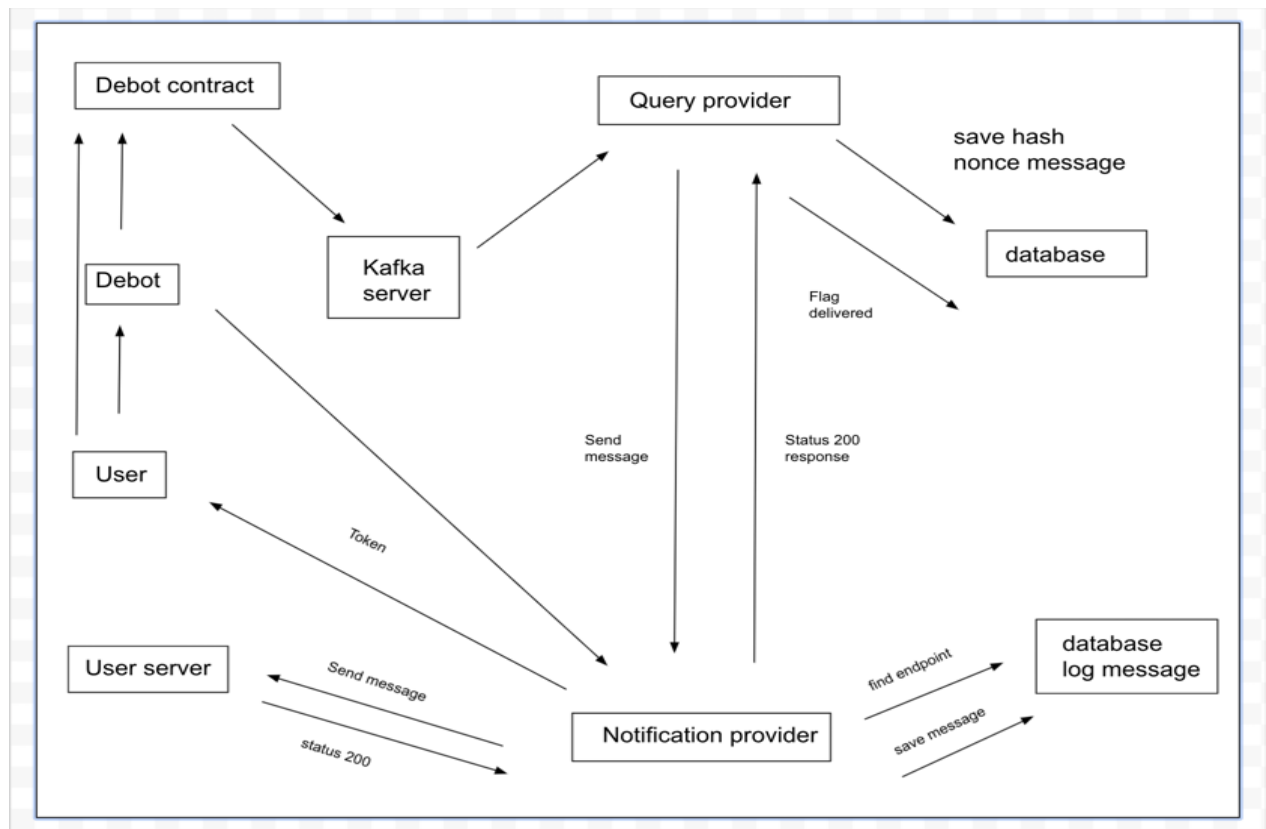 Debot contract
Query provider
save hash
nonce message
database
Kafka
server
Debot
Flag
delivered
Send
message
Status 200
response
User
Token
User server
Send message
status 200
Notification provider
find endpoint
save message
database
log message